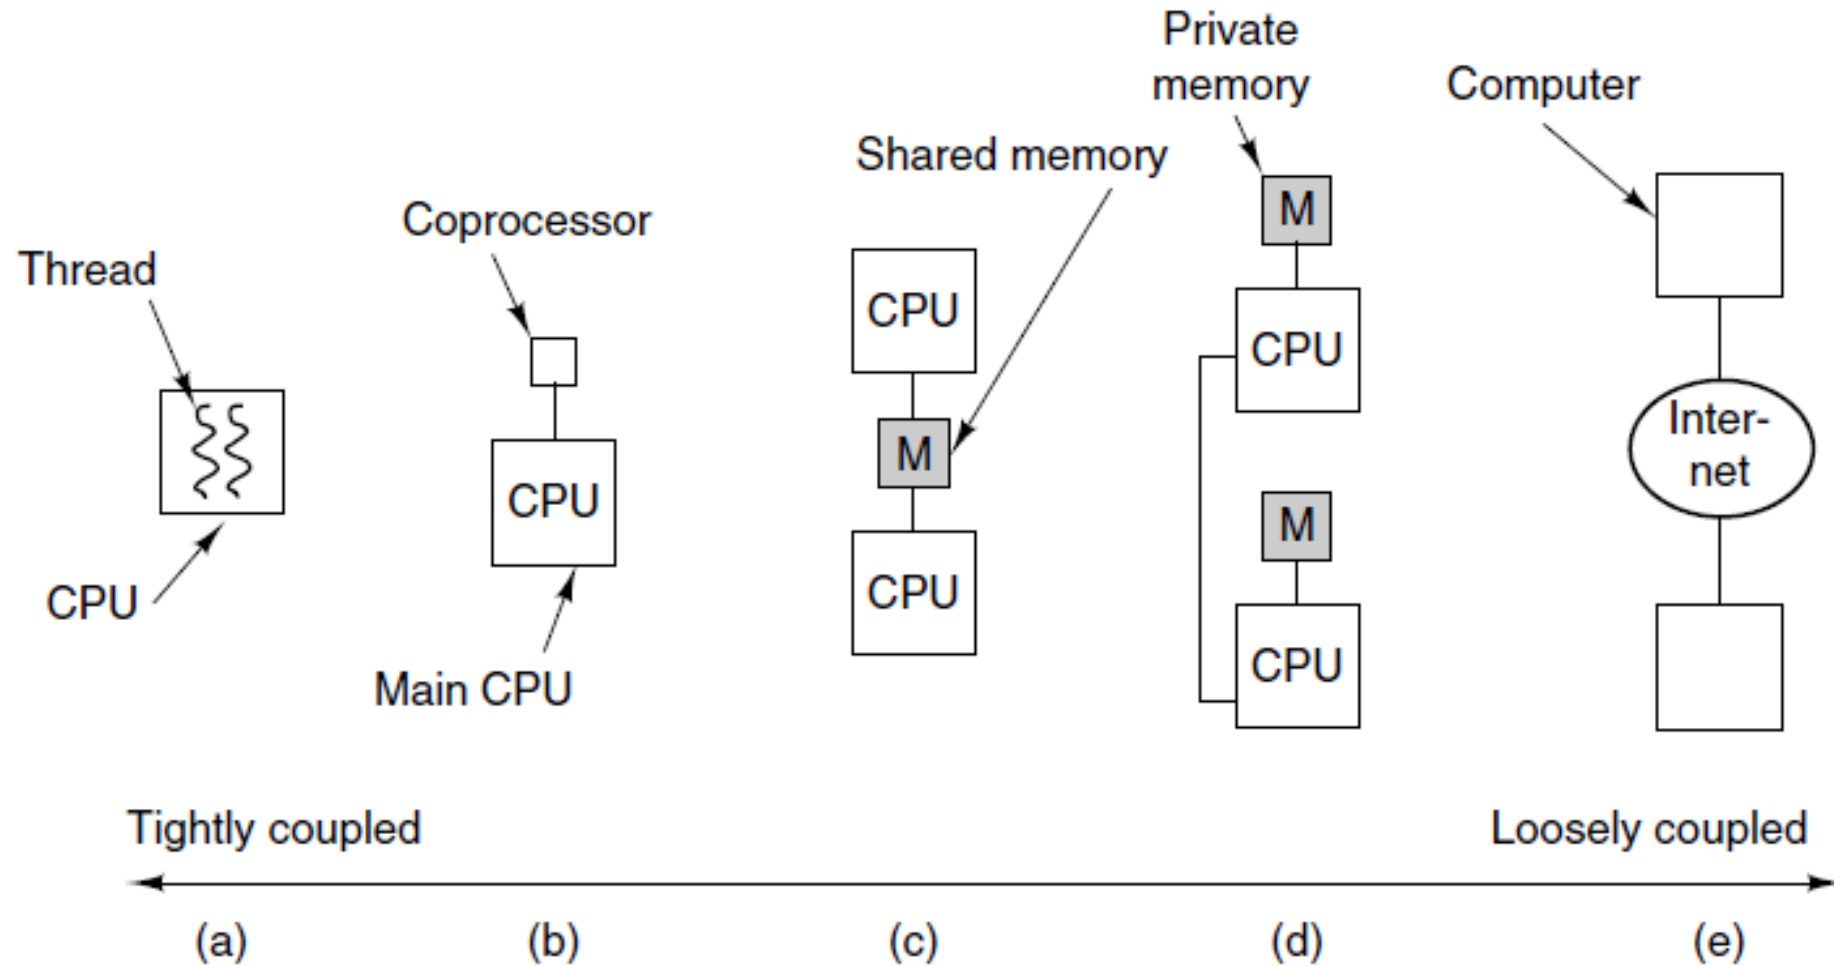 Private
memory
Computer
Shared memory
Coprocessor
Thread
M
CPU
CPU
Inter-
net
M
CPU
M
CPU
CPU
CPU
Main CPU
Tightly coupled
Loosely coupled
(a)
(b)
(c)
(d)
(e)